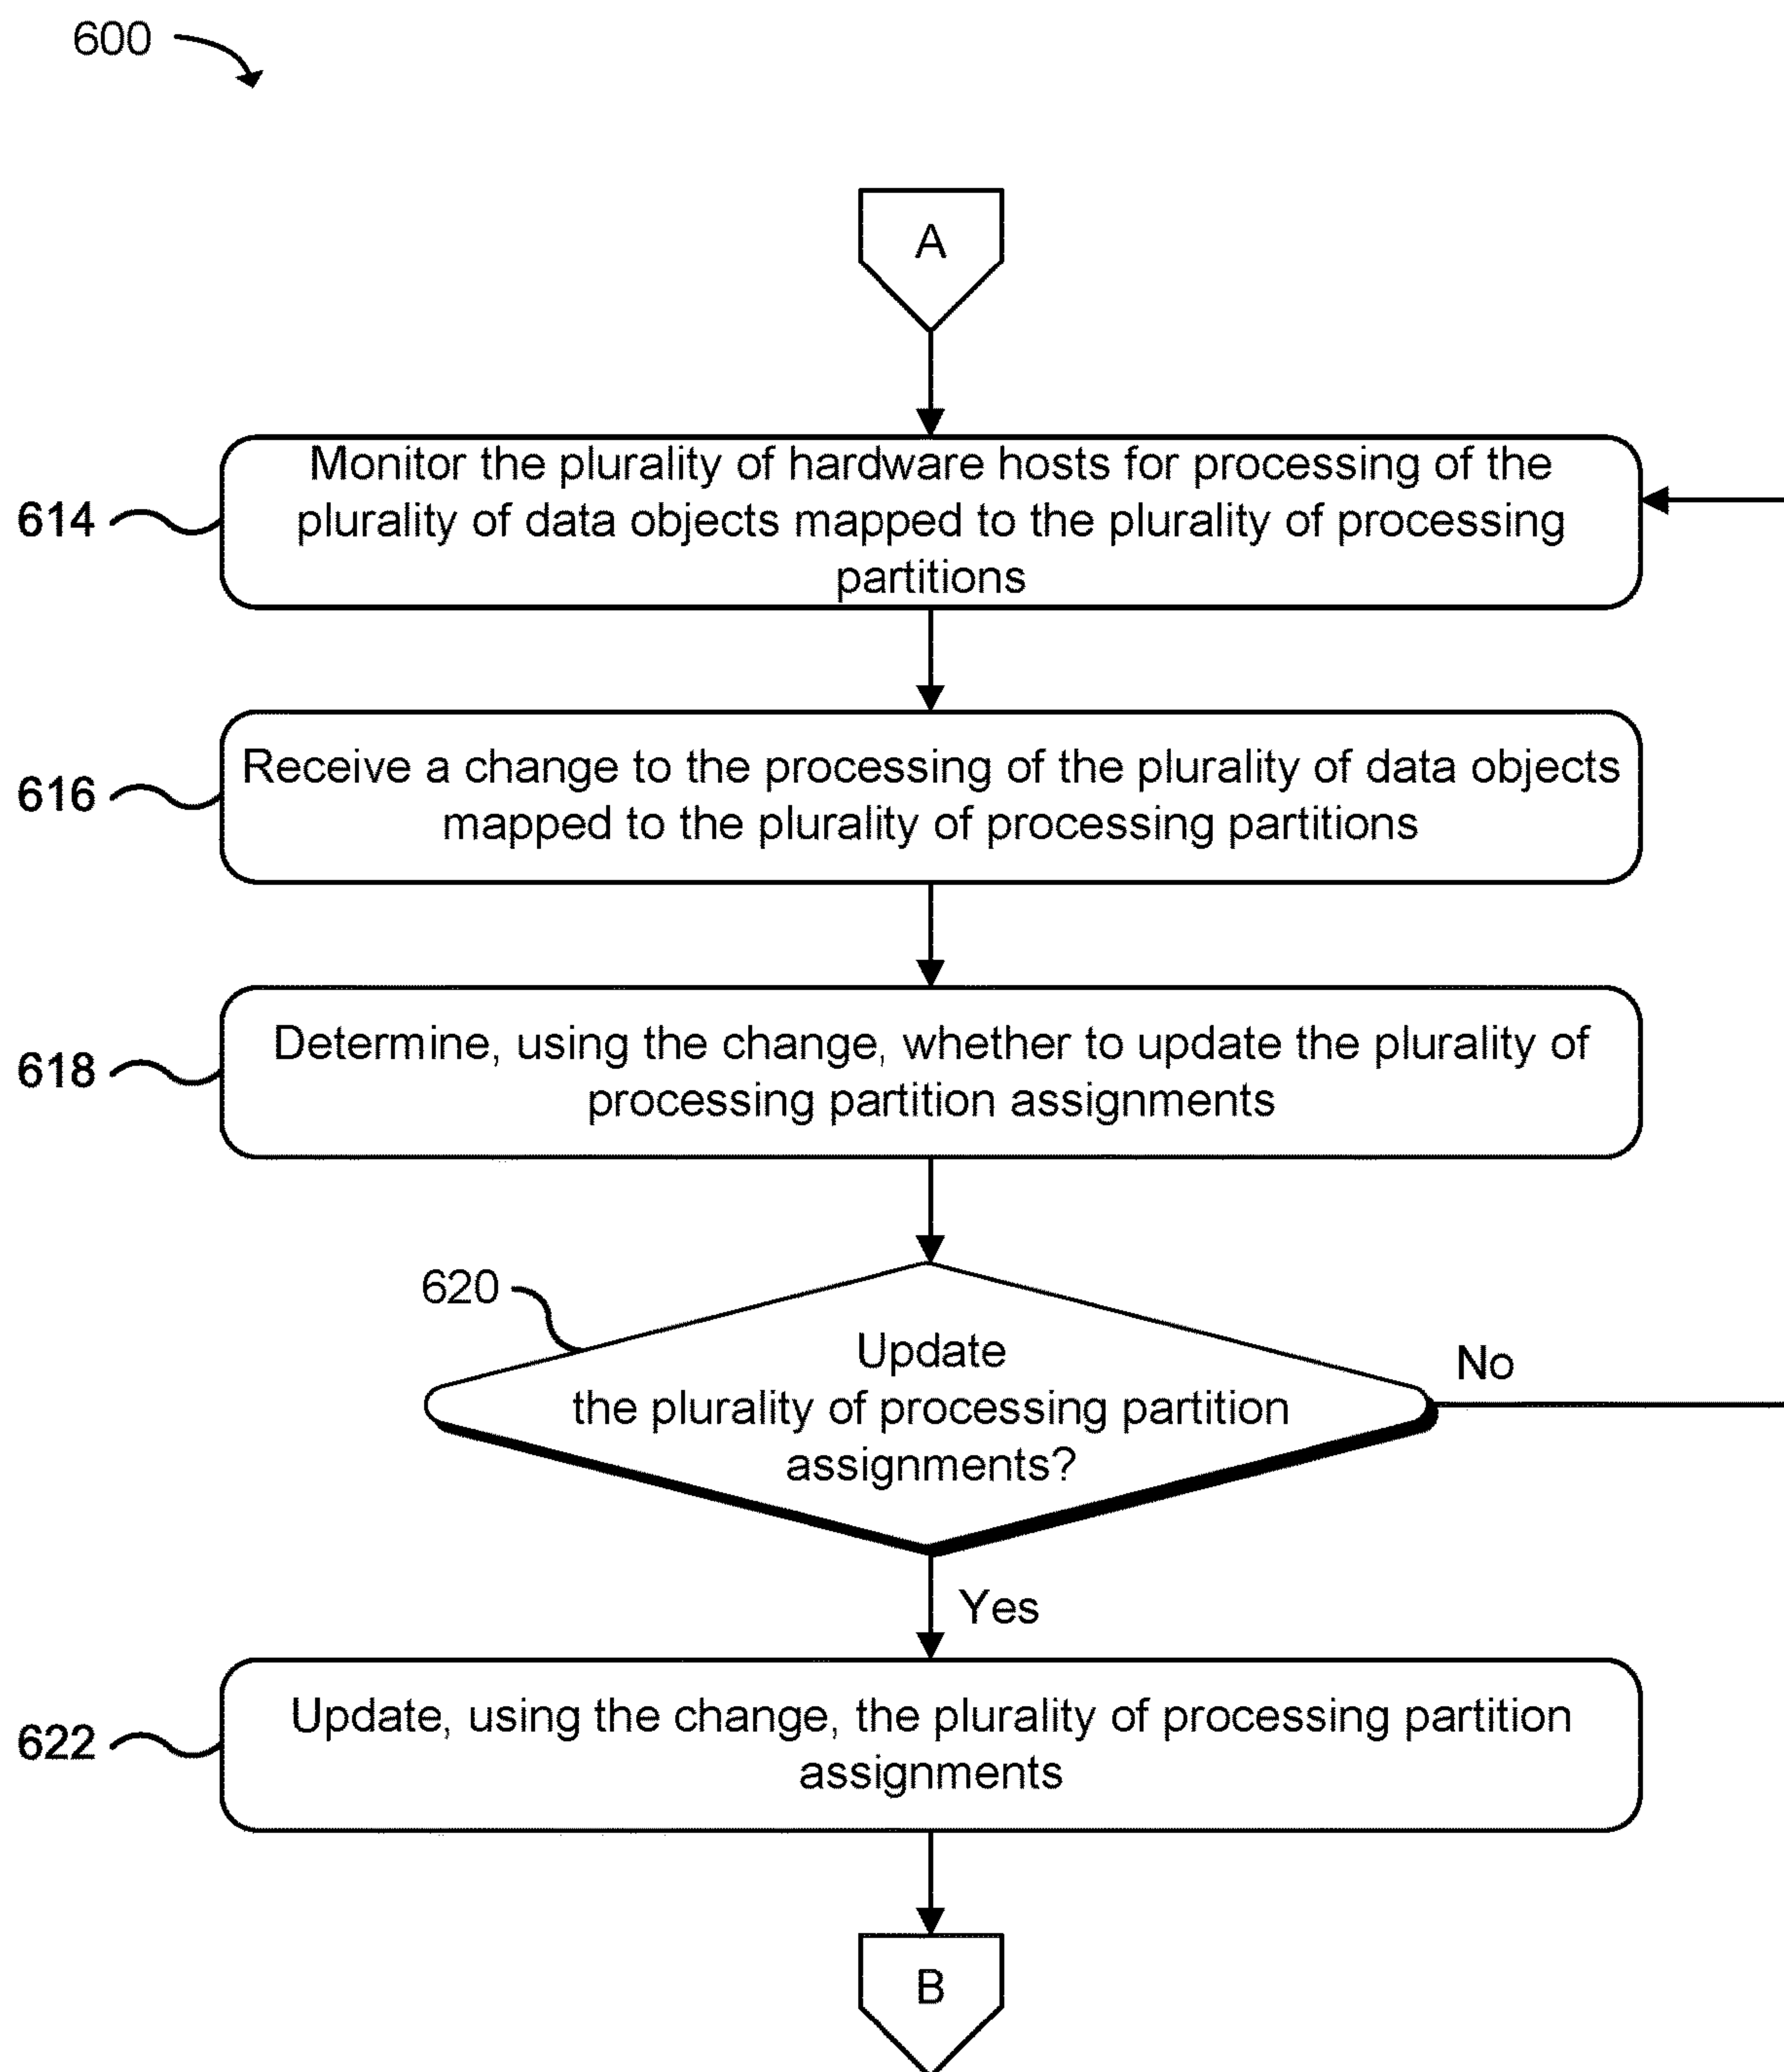 600
A
Monitor the plurality of hardware hosts for processing of the
plurality of data objects mapped to the plurality of processing
partitions
614
Receive a change to the processing of the plurality of data objects
mapped to the plurality of processing partitions
616
Determine, using the change, whether to update the plurality of
processing partition assignments
618
620
Update
the plurality of processing partition
assignments?
No
Yes
Update, using the change, the plurality of processing partition
assignments
622
B